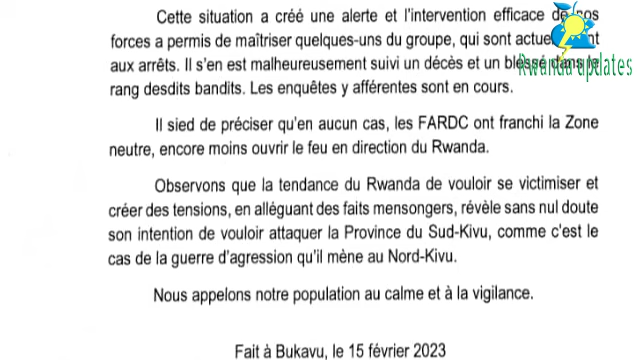 Cette situation a créé une alerte et l'intervention efficace de nos
forces a permis de maîtriser quelques-uns du groupe, qui sont
aux arrêts. Il s'en est malheureusement suivi un décès et un blessé dans le
rang desdits bandits. Les enquêtes y afférentes sont en cours.
Il sied de préciser qu'en aucun cas, les FARDC ont franchi la Zone
neutre, encore moins ouvrir le feu en direction du Rwanda.
Observons que la tendance du Rwanda de vouloir se victimiser et
créer des tensions, en alléguant des faits mensongers, révèle sans nul doute
son intention de vouloir attaquer la Province du Sud-Kivu, comme c'est le
cas de la guerre d'agression qu'il mène au Nord-Kivu.
Nous appelons notre population au calme et à la vigilance.
Fait à Bukavu, le 15 février 2023
Rwanda updates